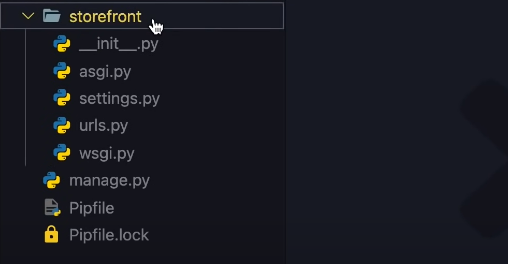 storefront
__init__.py
asgi.py
settings.py
urls.py
wsgi.py
manage.py
Pipfile
Pipfile.lock